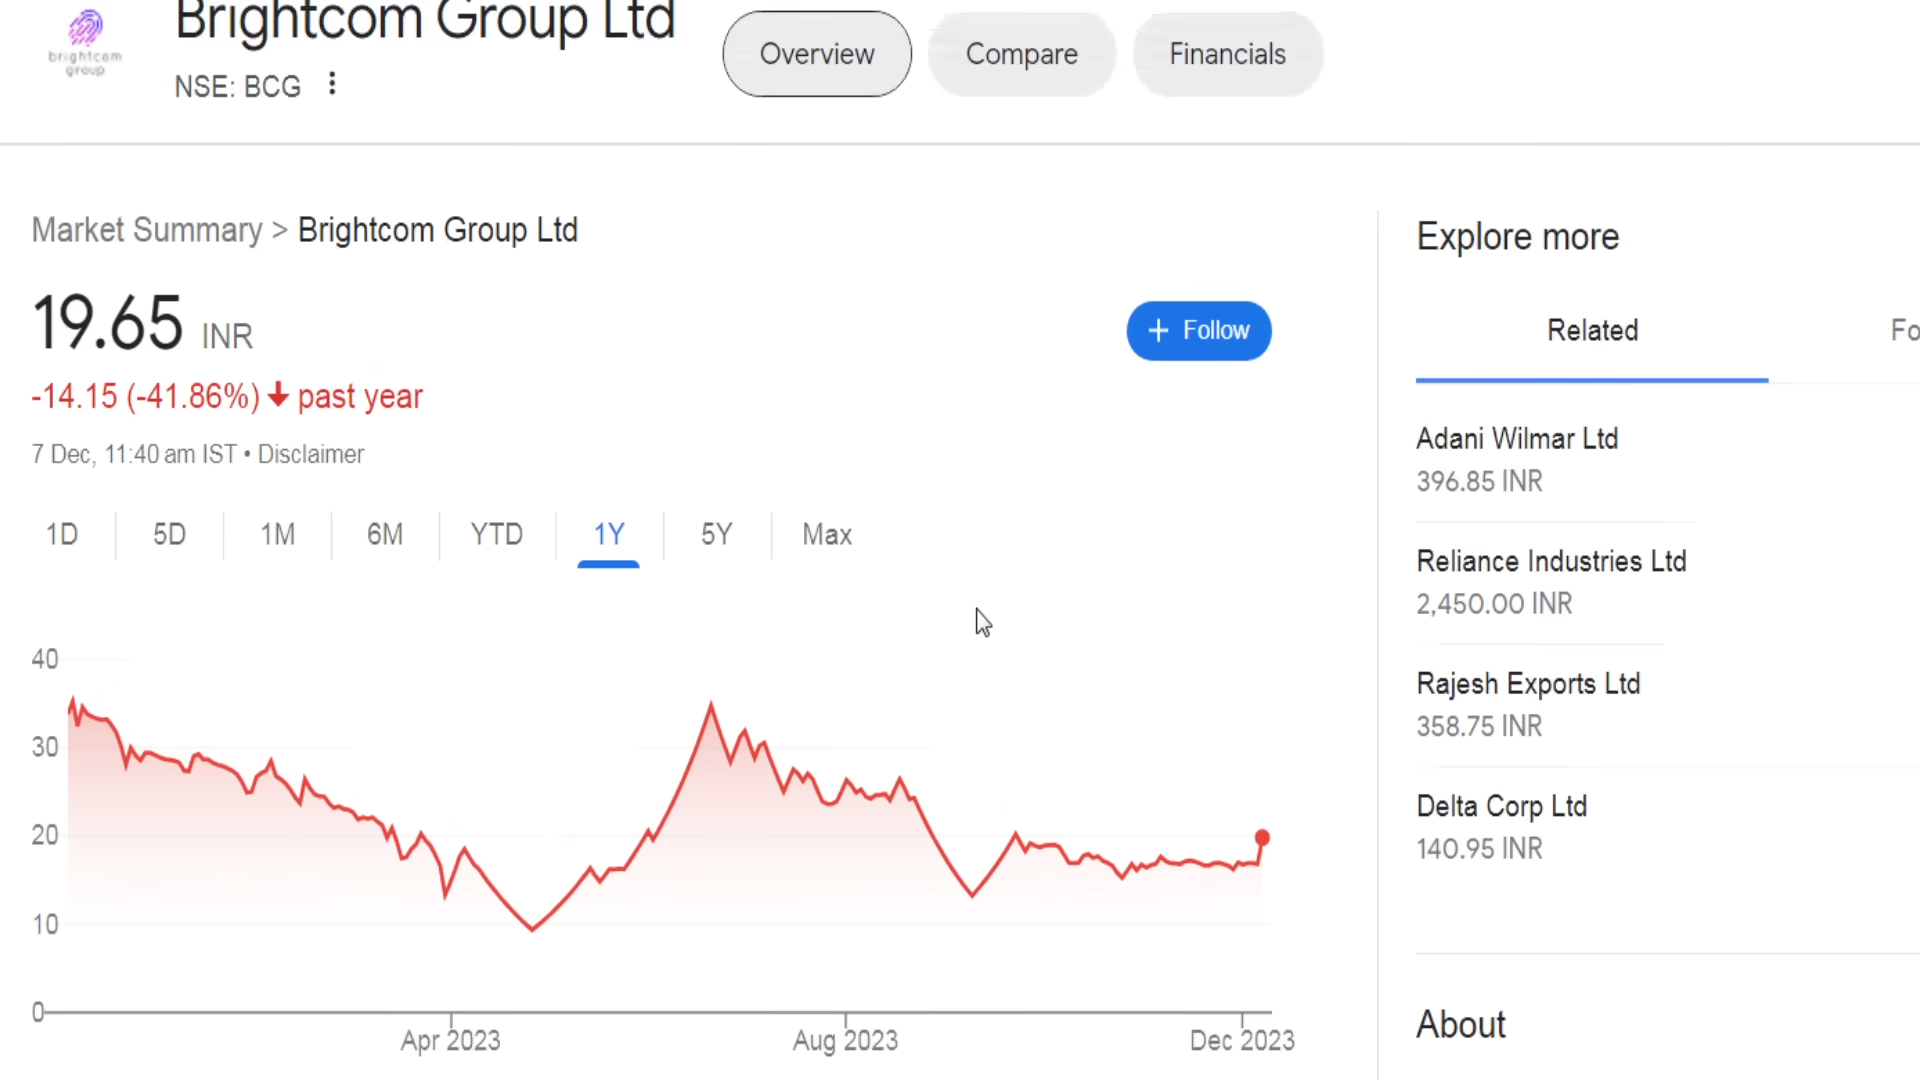 Brightcom Group Ltd
brightcom
group
NSE: BCG
Overview
Compare
Financials
Market Summary > Brightcom Group Ltd
19.65 INR
+ Follow
-14.15 (-41.86%) ↓ past year
7 Dec, 11:40 am IST • Disclaimer
1D
5D
1M
6M
YTD
1Y
5Y
Max
40
30
20
10
0
Apr 2023
Aug 2023
Dec 2023
Explore more
Related
Fo
Adani Wilmar Ltd
396.85 INR
Reliance Industries Ltd
2,450.00 INR
Rajesh Exports Ltd
358.75 INR
Delta Corp Ltd
140.95 INR
About